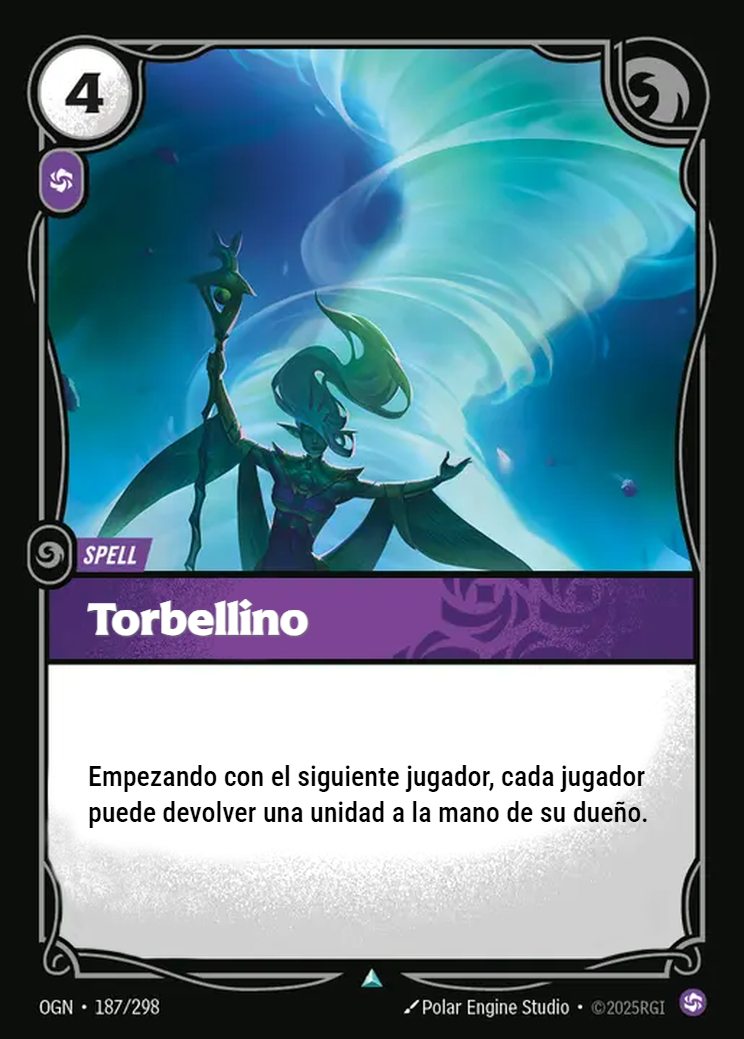 4
SPELL
Torbellino
Empezando con el siguiente jugador, cada jugador
puede devolver una unidad a la mano de su dueño.
OGN • 187/298
Polar Engine Studio • ©2025RGI